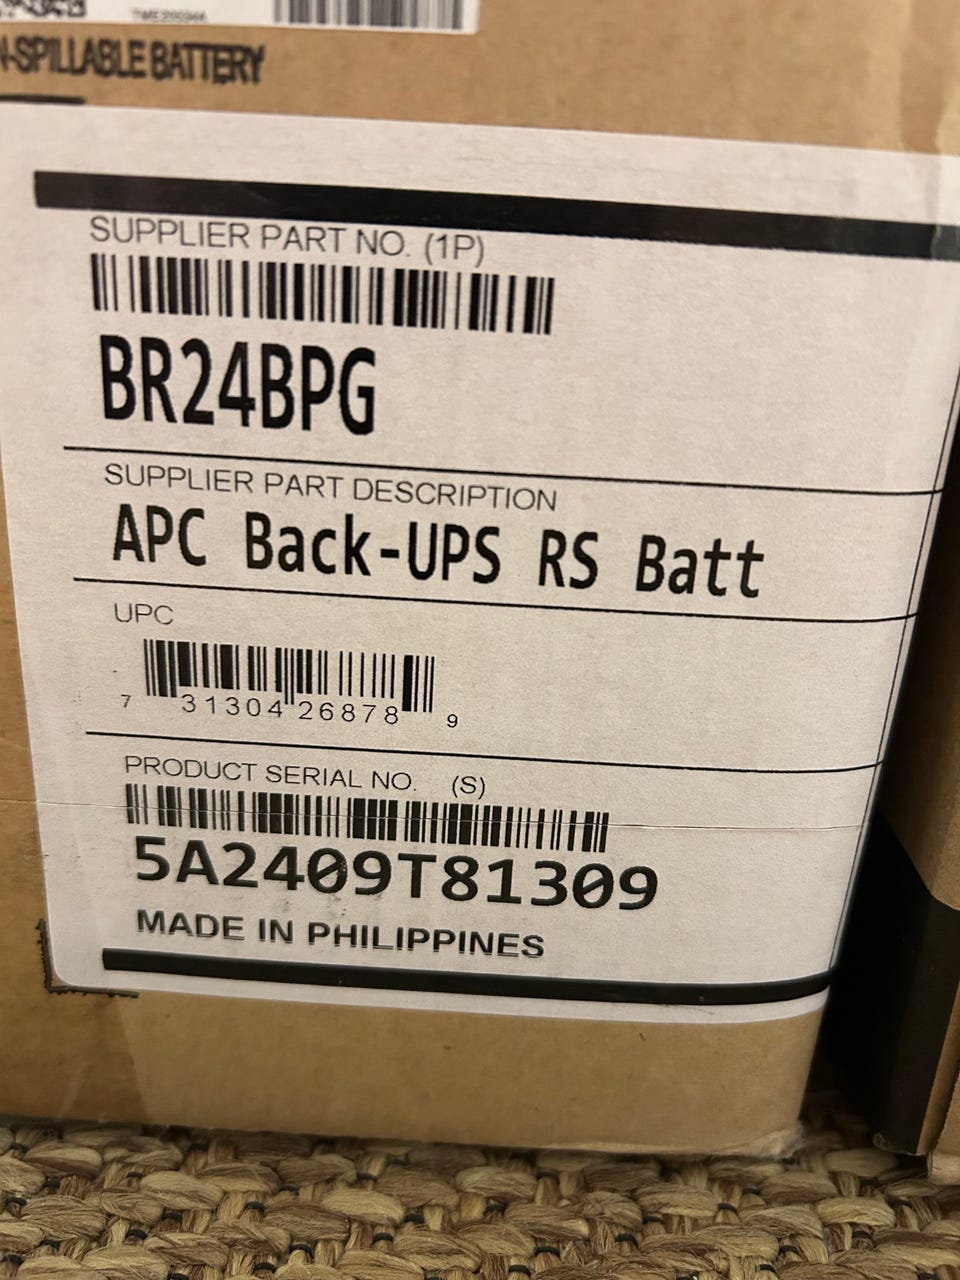 -SPILLABLE BATTERY
SUPPLIER PART NO. (1P)
BR24BPG
SUPPLIER PART DESCRIPTION
APC Back-UPS RS Batt
UPC
7 31304 26878 9
PRODUCT SERIAL NO. (S)
5A2409T81309
MADE IN PHILIPPINES